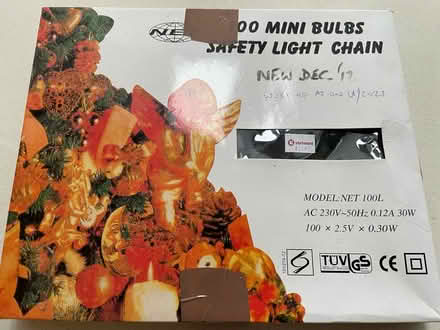 NE
00 MINI BULBS
SAFETY LIGHT CHAIN
NEW DEC '17
MODEL:NET 100L
AC 230V~50Hz 0.12A 30W
100 × 2.5V × 0.30W
TÜV GS CE